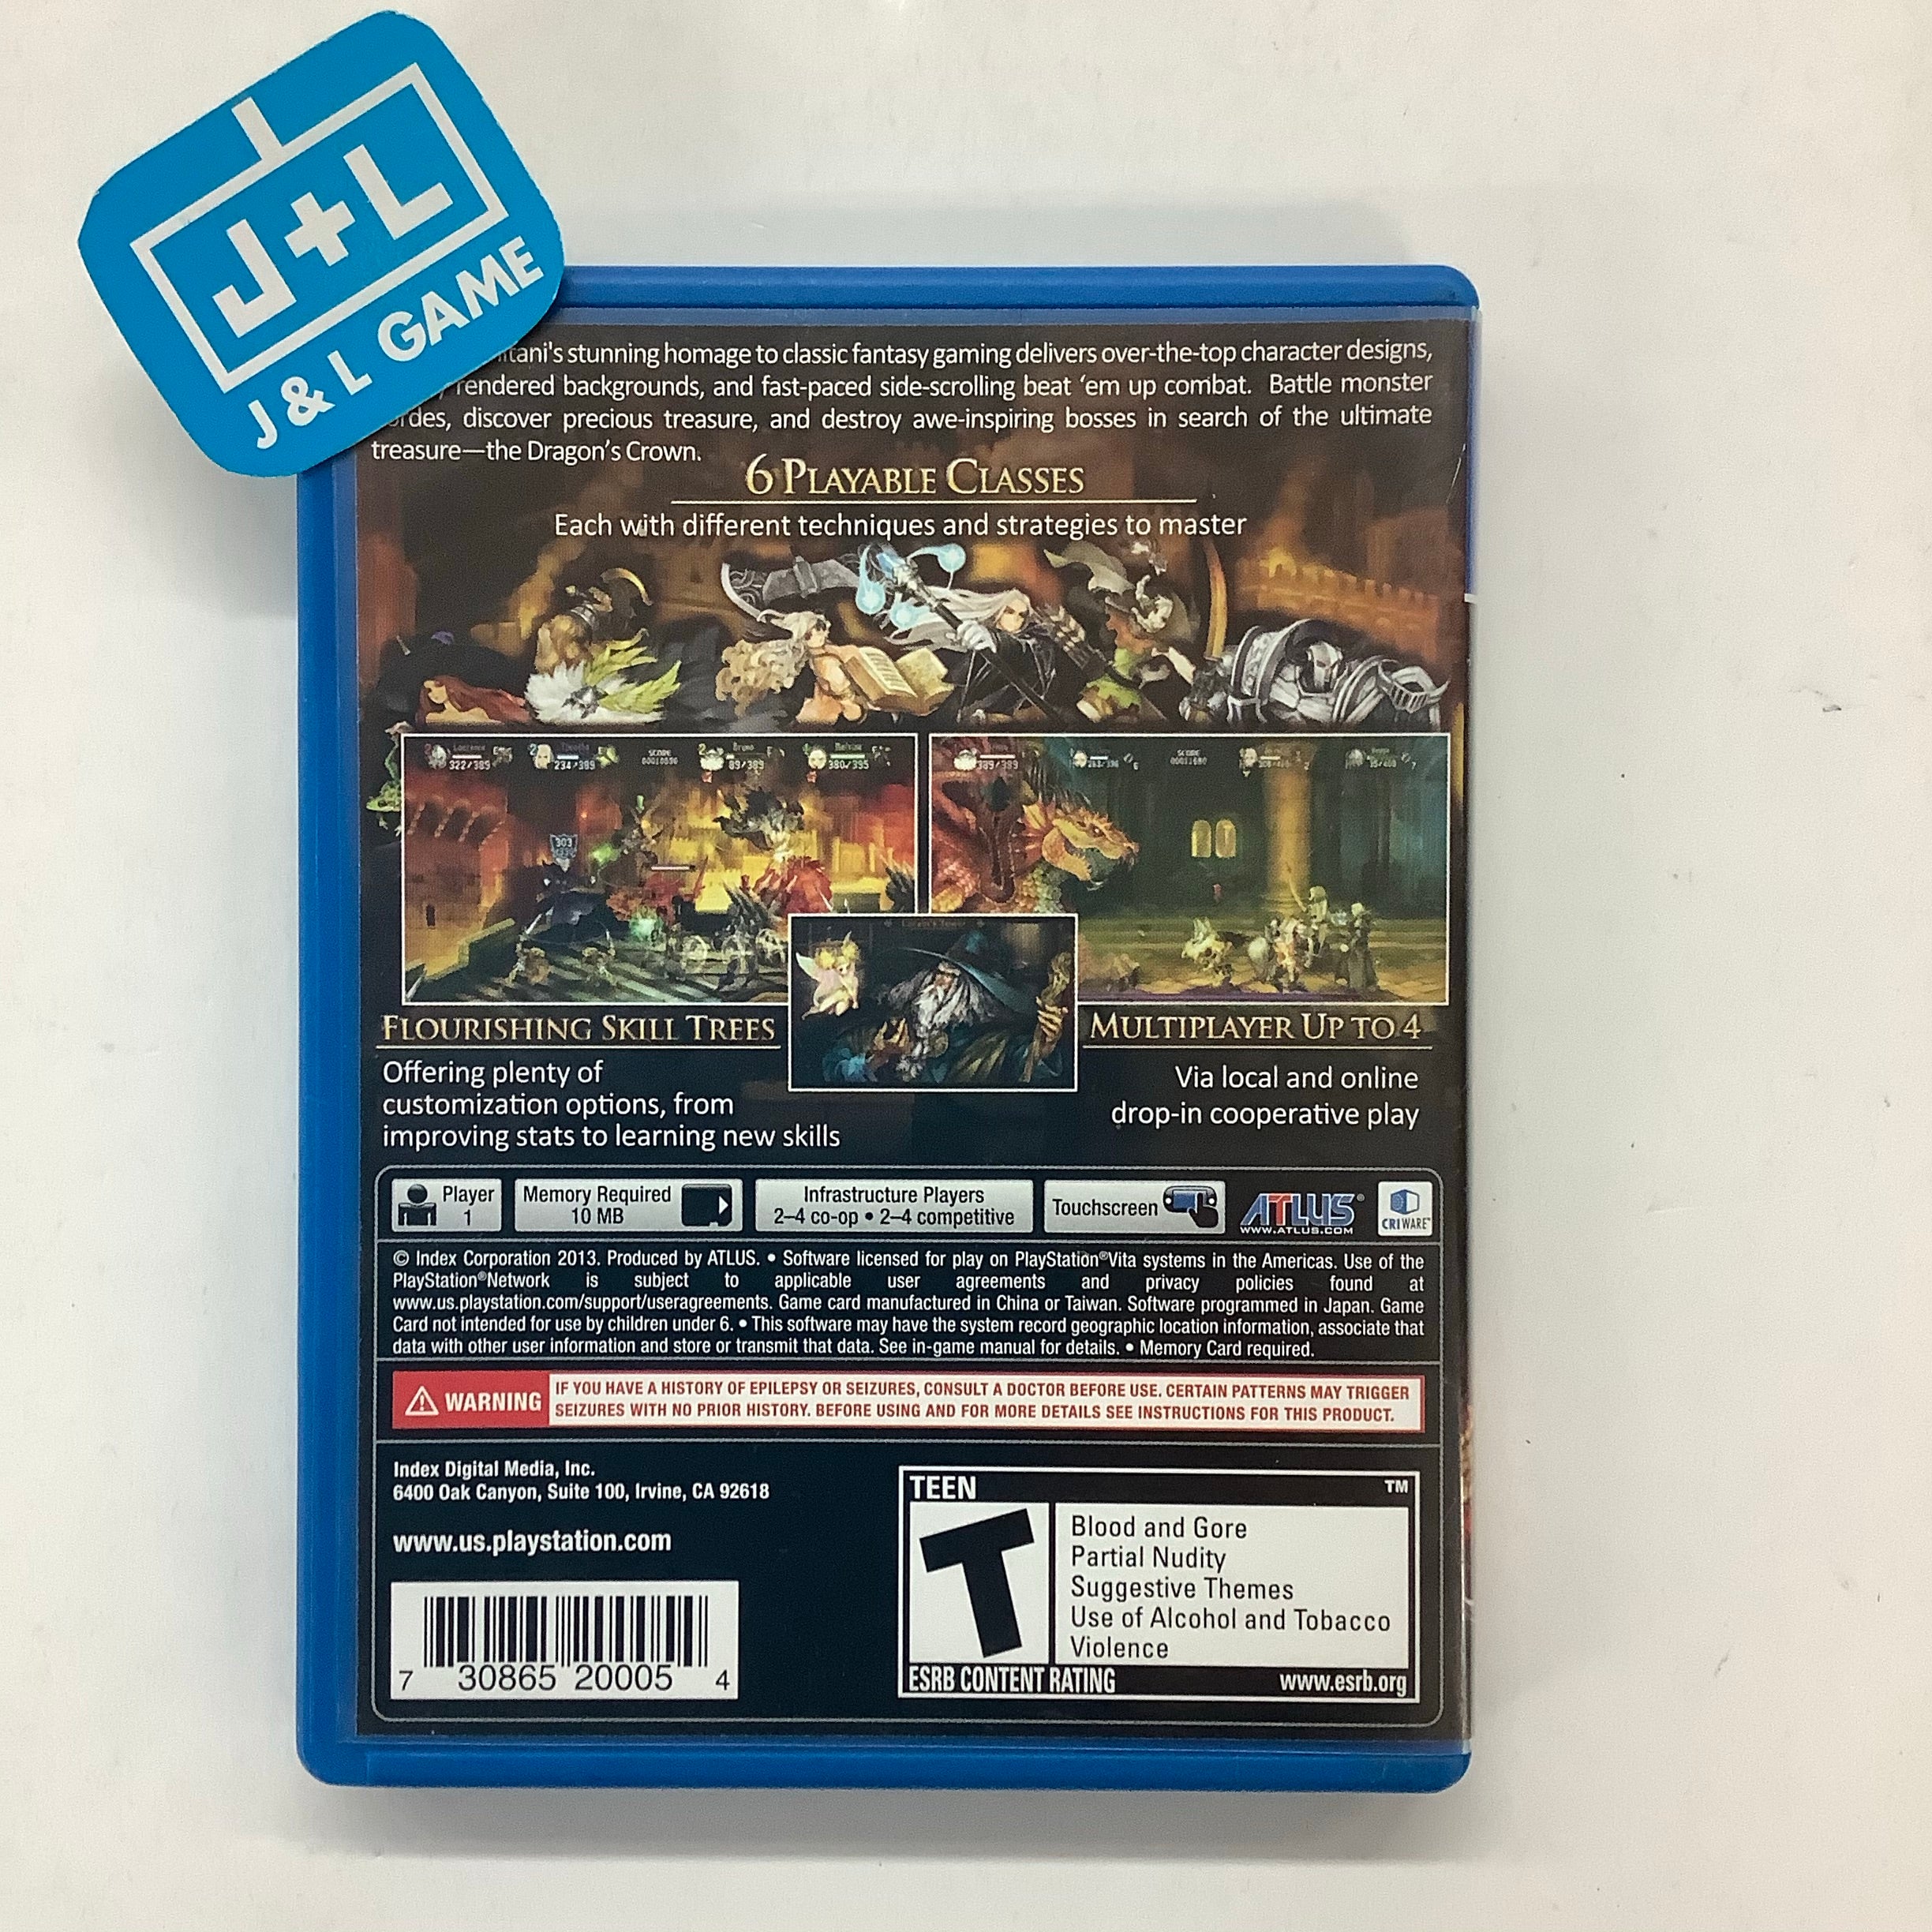 J+L
J & L GAME
stunning homage to classic fantasy gaming delivers over-the-top character designs,
rendered backgrounds, and fast-paced side-scrolling beat ‘em up combat. Battle monster
discover precious treasure, and destroy awe-inspiring bosses in search of the ultimate
treasure—the Dragon’s Crown.
6 PLAYABLE CLASSES
Each with different techniques and strategies to master
322/389 234/389 SCORE 89/389 380/395
303
389/389 SCORE
FLOURISHING SKILL TREES
Offering plenty of
customization options, from
improving stats to learning new skills
MULTIPLAYER UP TO 4
Via local and online
drop-in cooperative play
Player
1
Memory Required
10 MB
Infrastructure Players
2–4 co-op • 2–4 competitive
Touchscreen
ATLUS®
WWW.ATLUS.COM
CRIWARE™
© Index Corporation 2013. Produced by ATLUS. • Software licensed for play on PlayStation®Vita systems in the Americas. Use of the
PlayStation®Network is subject to applicable user agreements and privacy policies found at
www.us.playstation.com/support/useragreements. Game card manufactured in China or Taiwan. Software programmed in Japan. Game
Card not intended for use by children under 6. • This software may have the system record geographic location information, associate that
data with other user information and store or transmit that data. See in-game manual for details. • Memory Card required.
WARNING
IF YOU HAVE A HISTORY OF EPILEPSY OR SEIZURES, CONSULT A DOCTOR BEFORE USE. CERTAIN PATTERNS MAY TRIGGER
SEIZURES WITH NO PRIOR HISTORY. BEFORE USING AND FOR MORE DETAILS SEE INSTRUCTIONS FOR THIS PRODUCT.
Index Digital Media, Inc.
6400 Oak Canyon, Suite 100, Irvine, CA 92618
www.us.playstation.com
7 30865 20005 4
TEEN ™
T
Blood and Gore
Partial Nudity
Suggestive Themes
Use of Alcohol and Tobacco
Violence
ESRB CONTENT RATING www.esrb.org